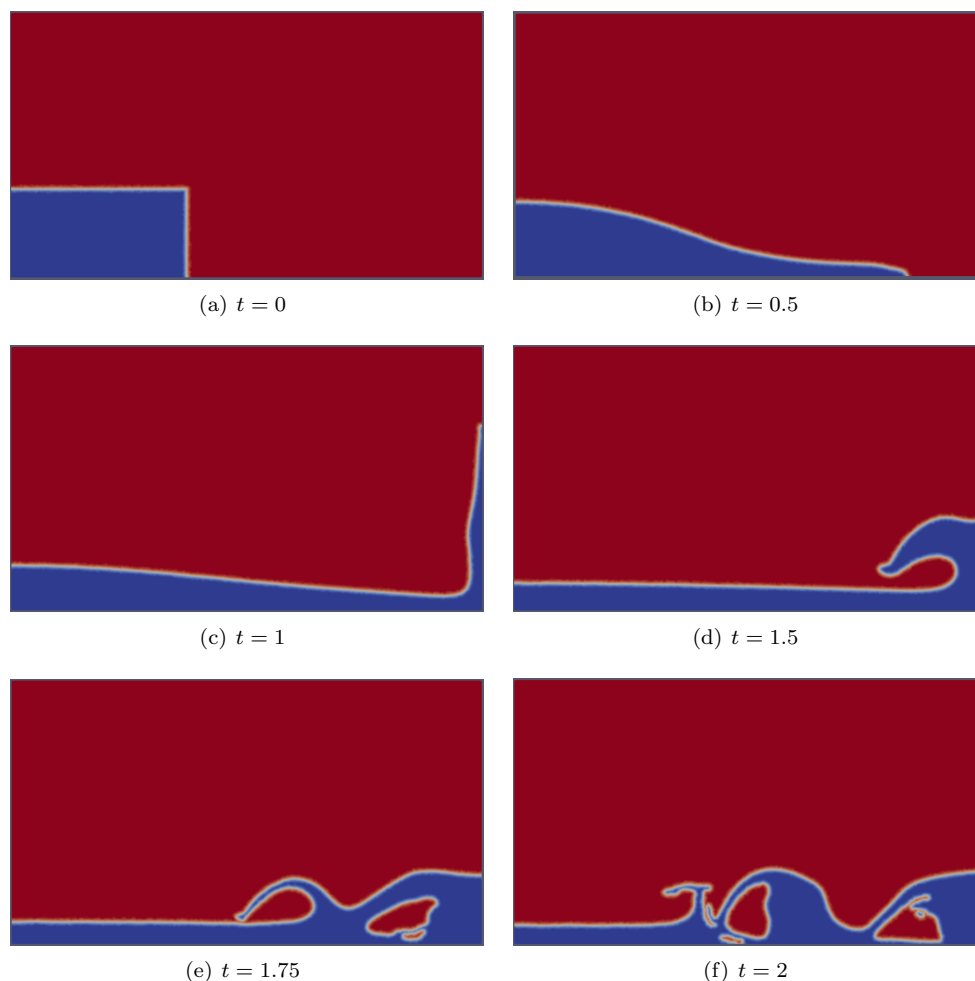 (a) t = 0
(b) t = 0.5
(c) t = 1
(d) t = 1.5
(e) t = 1.75
(f) t = 2